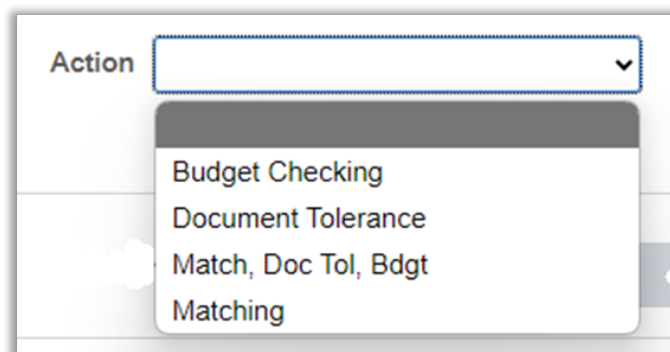 Action
Budget Checking
Document Tolerance
Match, Doc Tol, Bdgt
Matching